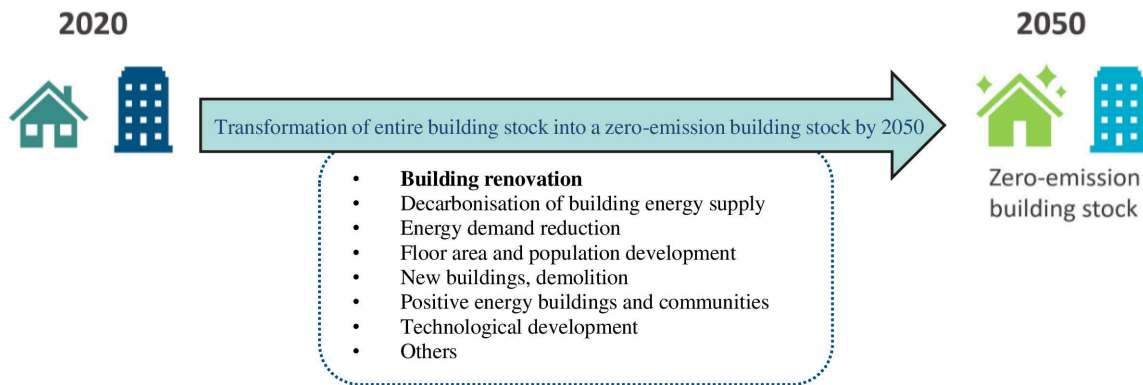 2020
2050
Transformation of entire building stock into a zero-emission building stock by 2050
• Building renovation
• Decarbonisation of building energy supply
• Energy demand reduction
• Floor area and population development
• New buildings, demolition
• Positive energy buildings and communities
• Technological development
• Others
Zero-emission
building stock